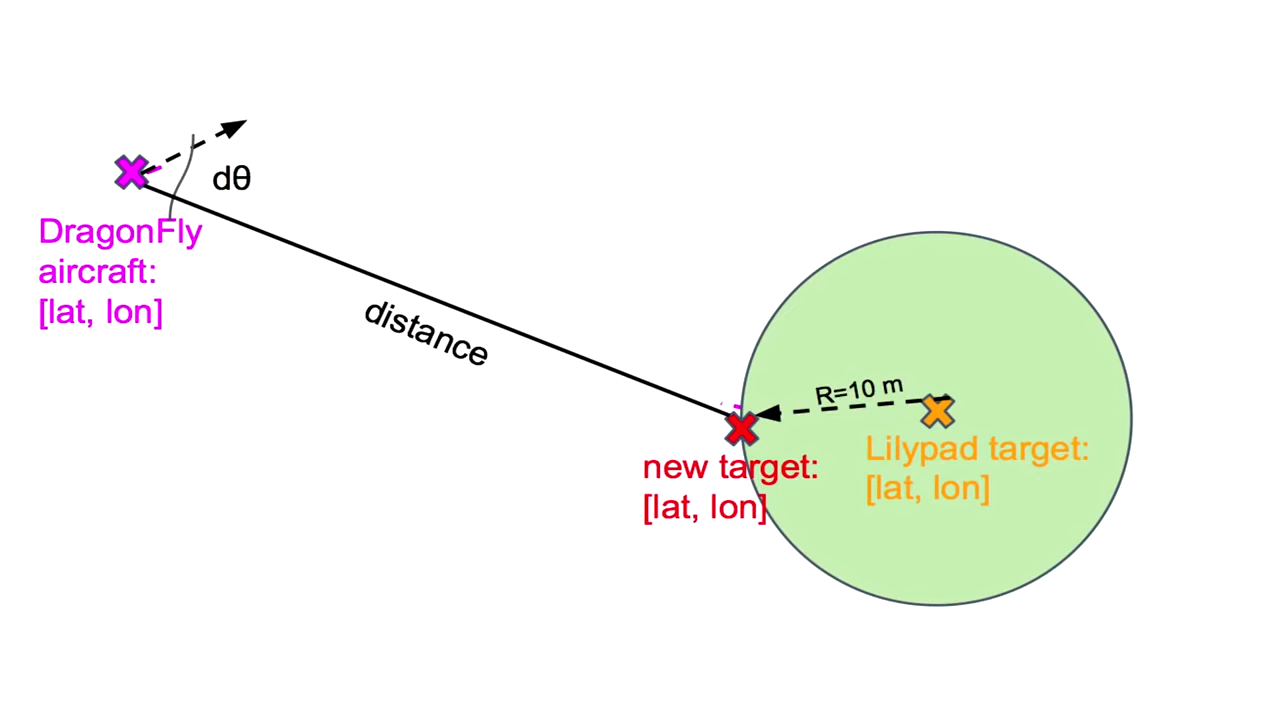 dθ
DragonFly
aircraft:
[lat, lon]
distance
R=10 m
Lilypad target:
[lat, lon]
new target:
[lat, lon]